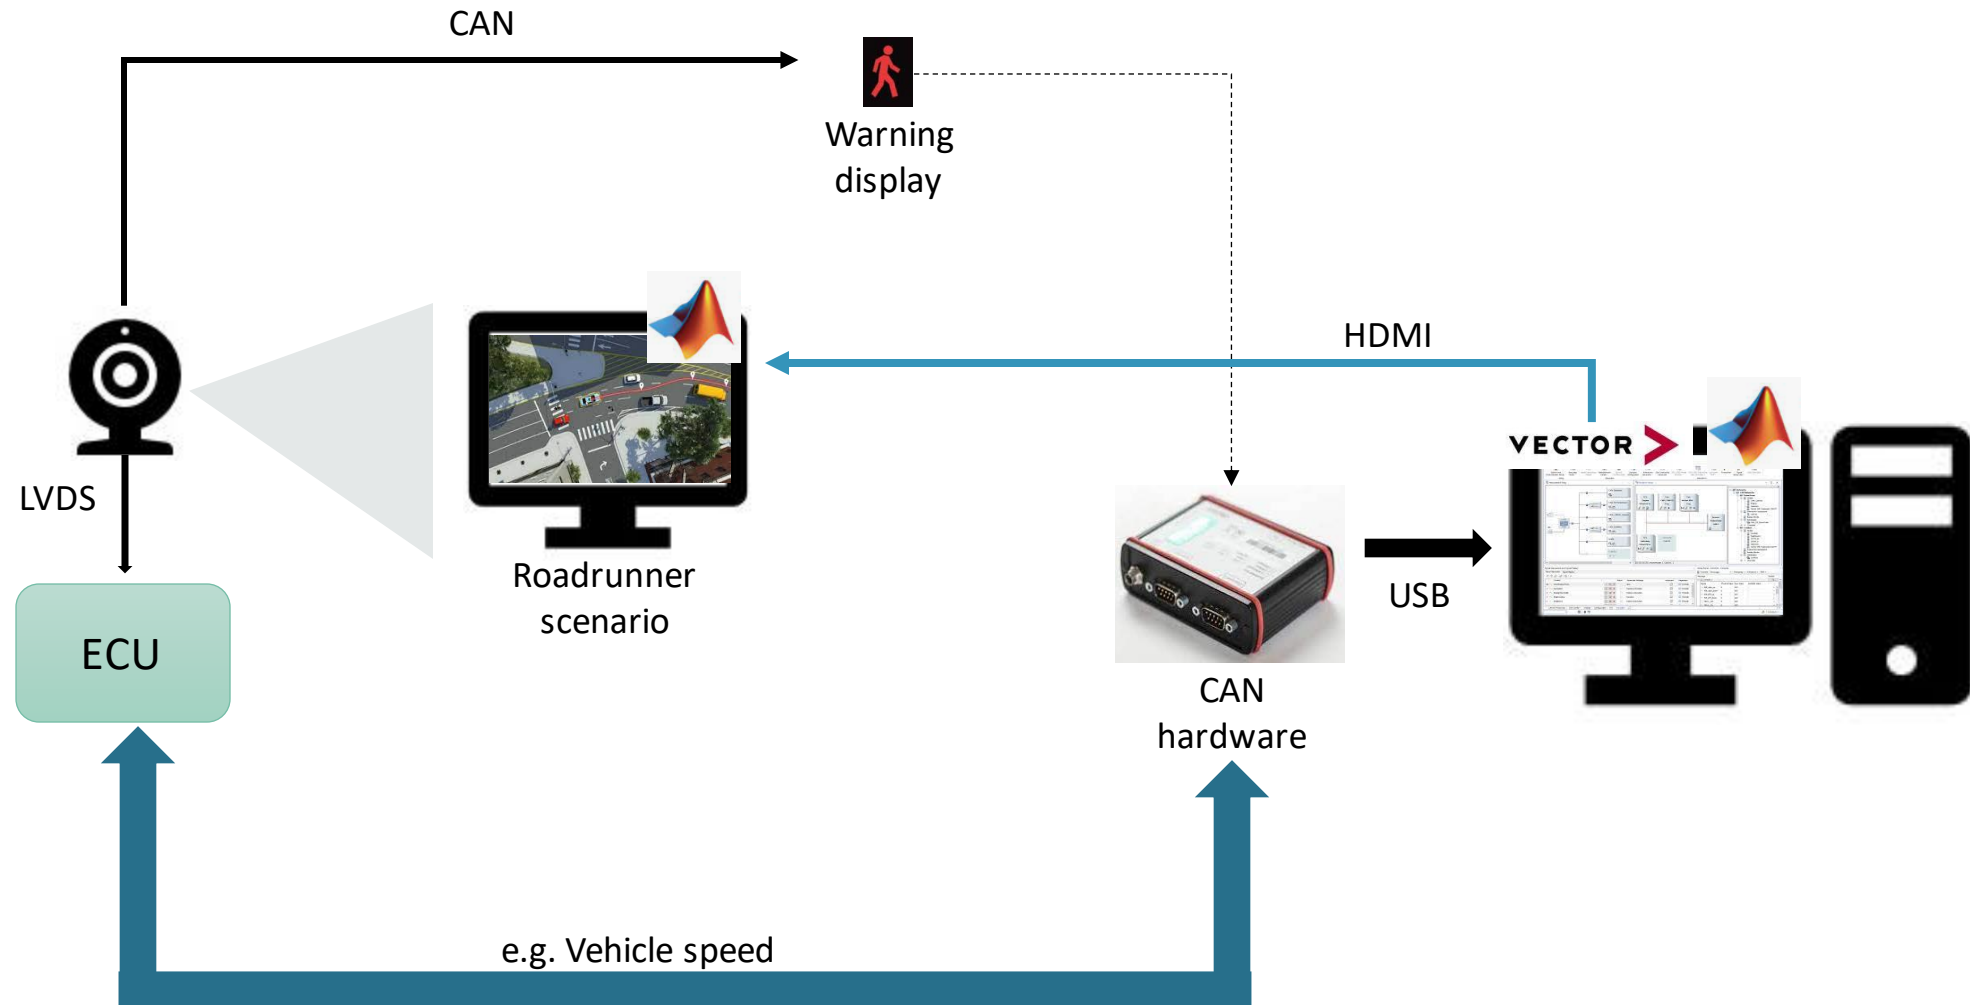 CAN
Warning
display
HDMI
VECTOR
LVDS
Roadrunner
scenario
USB
ECU
CAN
hardware
e.g. Vehicle speed